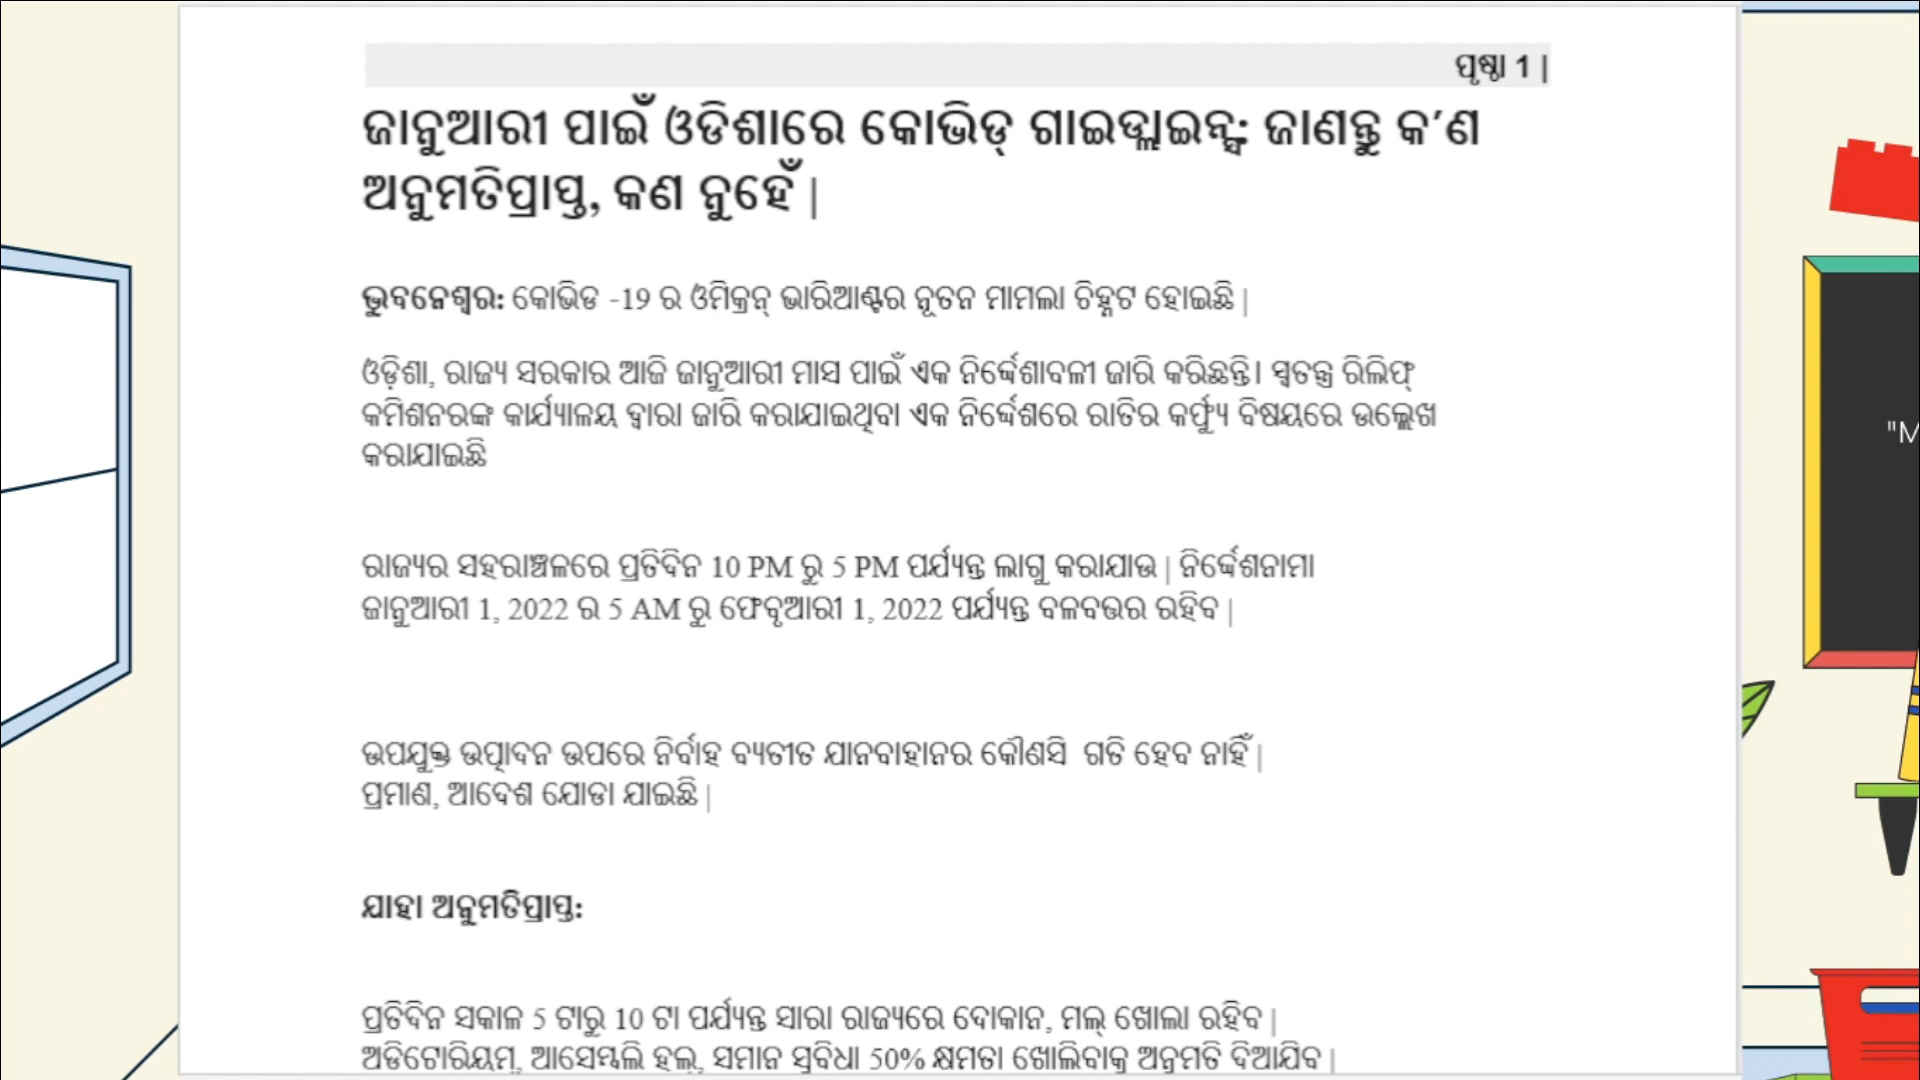 ପୃଷ୍ଠା 1 |
ଜାନୁଆରୀ ପାଇଁ ଓଡିଶାରେ କୋଭିଡ୍ ଗାଇଡ୍ଲାଇନ୍ସ: ଜାଣନ୍ତୁ କ’ଣ
ଅନୁମତିପ୍ରାପ୍ତ, କଣ ନୁହେଁ |
ଭୁବନେଶ୍ୱର: କୋଭିଡ -19 ର ଓମିକ୍ରନ୍ ଭାରିଆଣ୍ଟର ନୂତନ ମାମଲା ଚିହ୍ନଟ ହୋଇଛି |
ଓଡ଼ିଶା, ରାଜ୍ୟ ସରକାର ଆଜି ଜାନୁଆରୀ ମାସ ପାଇଁ ଏକ ନିର୍ଦ୍ଦେଶାବଳୀ ଜାରି କରିଛନ୍ତି। ସ୍ୱତନ୍ତ୍ର ରିଲିଫ୍
କମିଶନରଙ୍କ କାର୍ଯ୍ୟାଳୟ ଦ୍ୱାରା ଜାରି କରାଯାଇଥିବା ଏକ ନିର୍ଦ୍ଦେଶରେ ରାତିର କର୍ଫ୍ୟୁ ବିଷୟରେ ଉଲ୍ଲେଖ
କରାଯାଇଛି
ରାଜ୍ୟର ସହରାଞ୍ଚଳରେ ପ୍ରତିଦିନ 10 PM ରୁ 5 PM ପର୍ଯ୍ୟନ୍ତ ଲାଗୁ କରାଯାଉ | ନିର୍ଦ୍ଦେଶନାମା
ଜାନୁଆରୀ 1, 2022 ର 5 AM ରୁ ଫେବୃଆରୀ 1, 2022 ପର୍ଯ୍ୟନ୍ତ ବଳବତ୍ତର ରହିବ |
ଉପଯୁକ୍ତ ଉତ୍ପାଦନ ଉପରେ ନିର୍ବାହ ବ୍ୟତୀତ ଯାନବାହାନର କୌଣସି ଗତି ହେବ ନାହିଁ |
ପ୍ରମାଣ, ଆଦେଶ ଯୋଡା ଯାଇଛି |
ଯାହା ଅନୁମତିପ୍ରାପ୍ତ:
ପ୍ରତିଦିନ ସକାଳ 5 ଟାରୁ 10 ଟା ପର୍ଯ୍ୟନ୍ତ ସାରା ରାଜ୍ୟରେ ଦୋକାନ, ମଲ୍ ଖୋଲା ରହିବ |
ଅଡିଟୋରିୟମ୍, ଆସେମ୍ବଲି ହଲ୍, ସମାନ ସୁବିଧା 50% କ୍ଷମତା ଖୋଲିବାକୁ ଅନୁମତି ଦିଆଯିବ |
"M